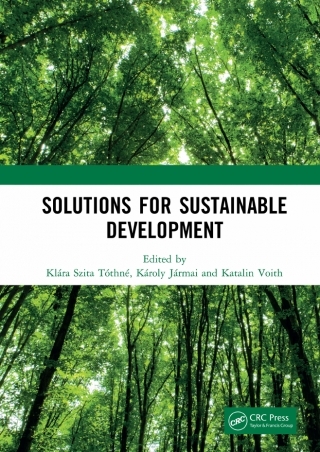 SOLUTIONS FOR SUSTAINABLE
DEVELOPMENT
Edited by
Klára Szita Tóthné, Károly Jármai and Katalin Voith
CRC
CRC Press
Taylor & Francis Group